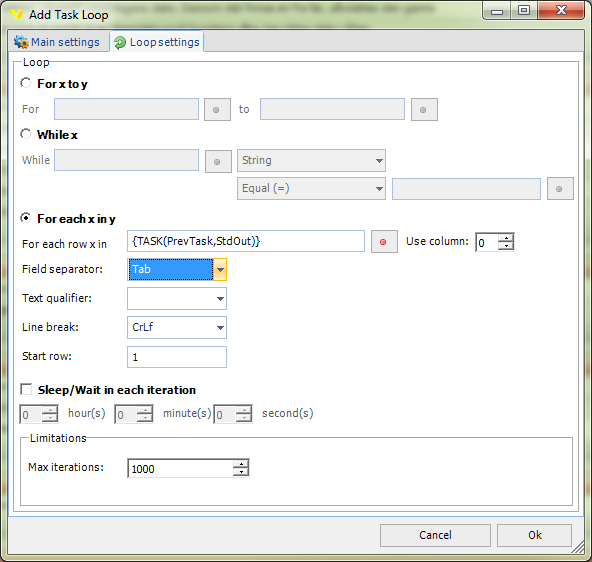 Add Task Loop
Main settings Loop settings
Loop
For x to y
For to
While x
While String
Equal (=)
For each x in y
For each row x in {TASK(PrevTask,StdOut)} Use column: 0
Field separator: Tab
Text qualifier:
Line break: CrLf
Start row: 1
Sleep/Wait in each iteration
0 hour(s) 0 minute(s) 0 second(s)
Limitations
Max iterations: 1000
Cancel Ok